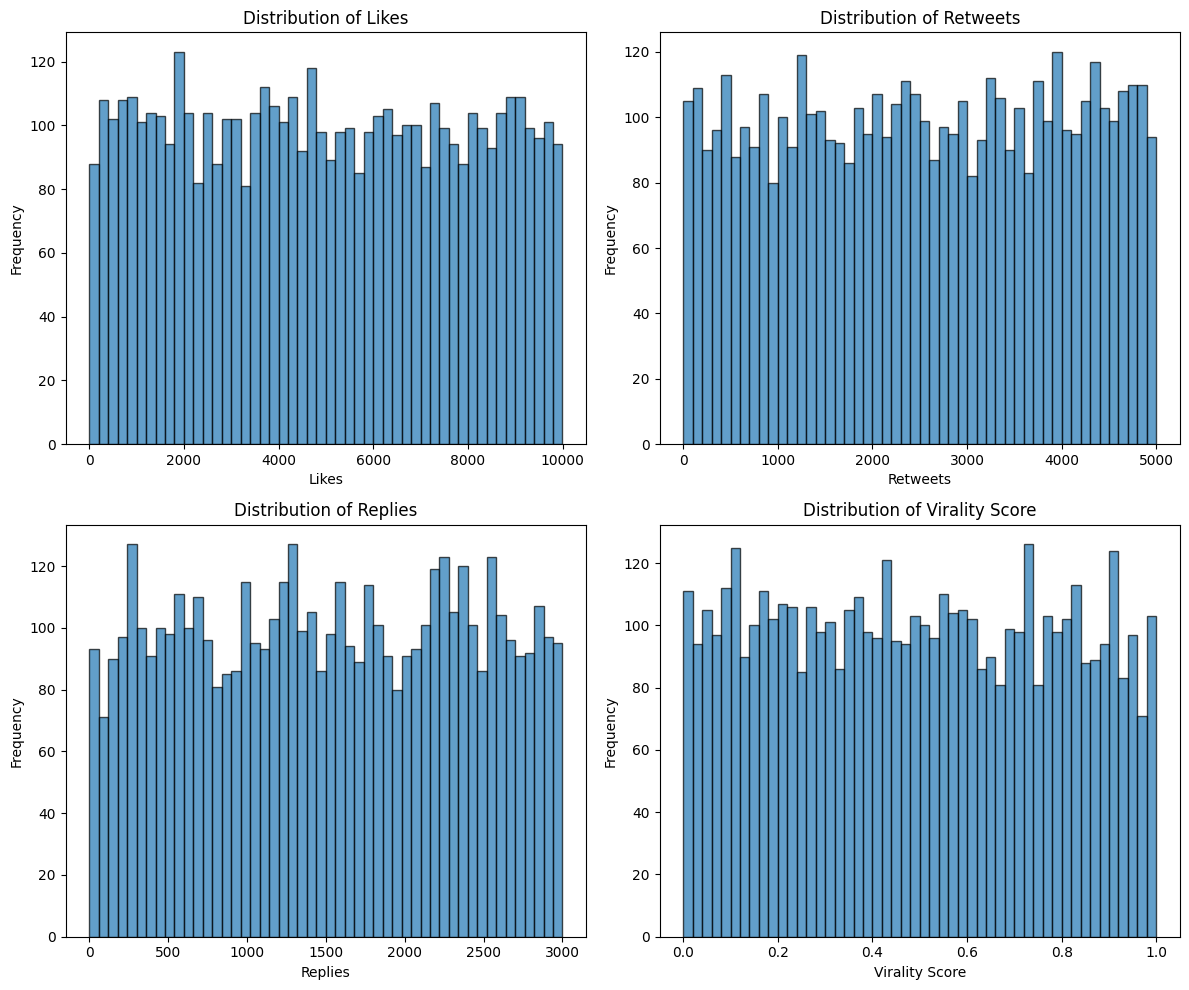 Distribution of Likes
Frequency
120
100
80
60
40
20
0
0 2000 4000 6000 8000 10000
Likes
Distribution of Retweets
Frequency
120
100
80
60
40
20
0
0 1000 2000 3000 4000 5000
Retweets
Distribution of Replies
Frequency
120
100
80
60
40
20
0
0 500 1000 1500 2000 2500 3000
Replies
Distribution of Virality Score
Frequency
120
100
80
60
40
20
0
0.0 0.2 0.4 0.6 0.8 1.0
Virality Score